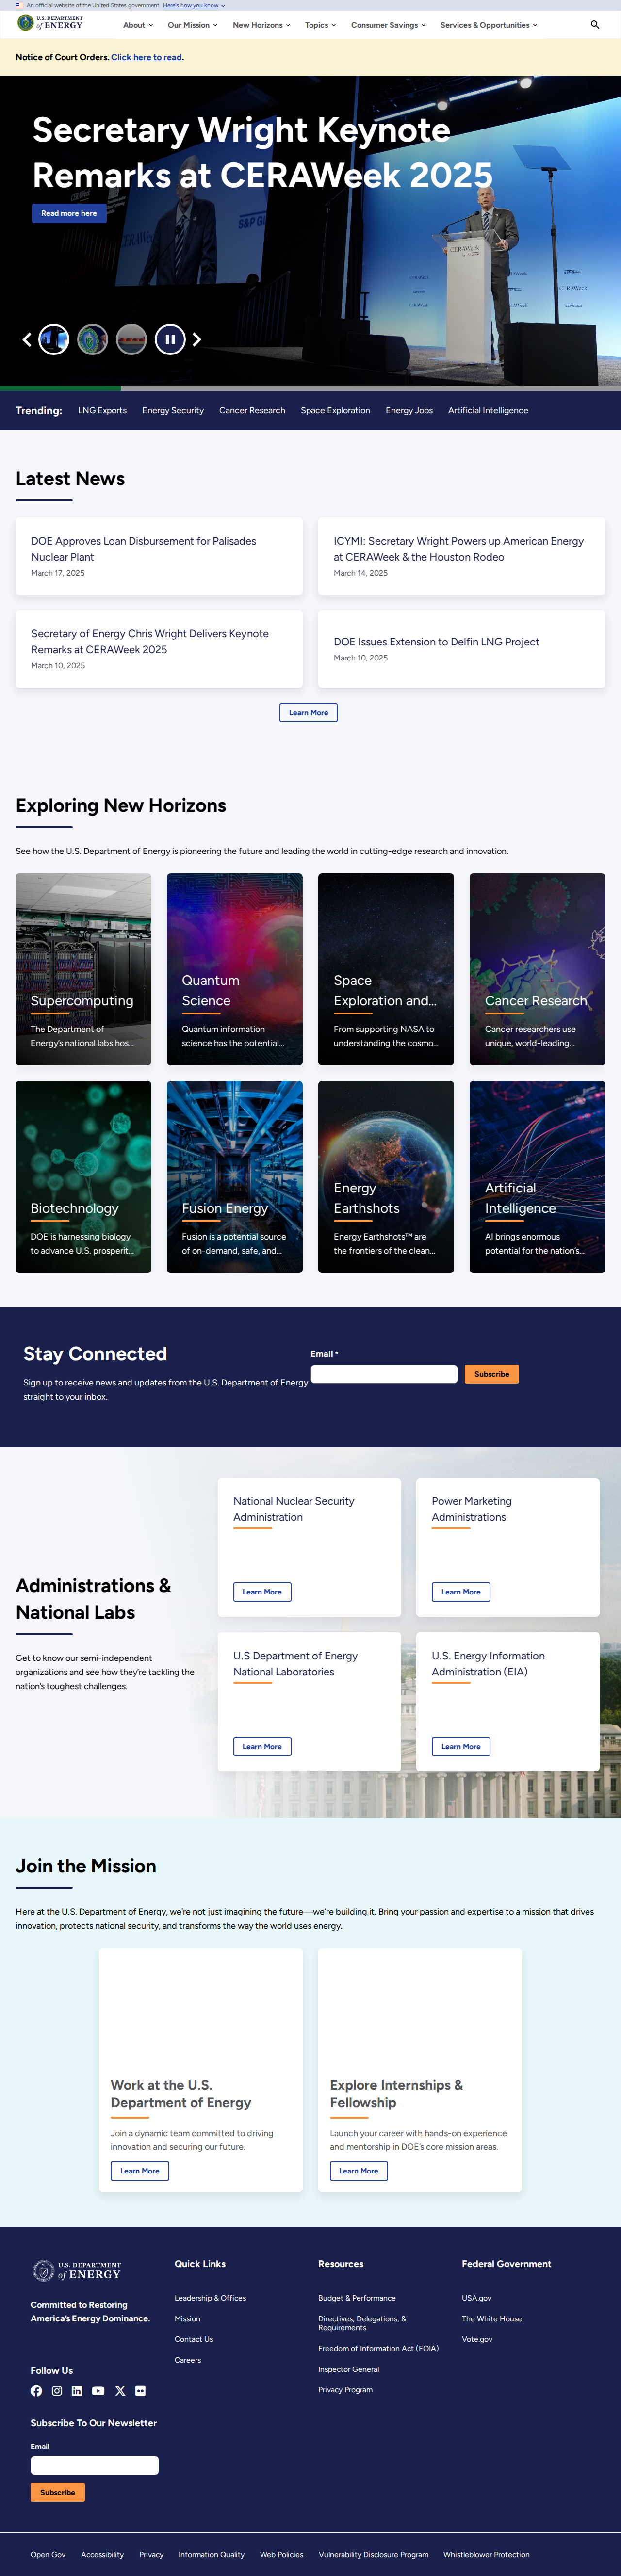 An official website of the United States government Here's how you know
U.S. DEPARTMENT
of ENERGY
About
Our Mission
New Horizons
Topics
Consumer Savings
Services & Opportunities
Notice of Court Orders. Click here to read.
Secretary Wright Keynote
Remarks at CERAWeek 2025
Read more here
Trending:
LNG Exports
Energy Security
Cancer Research
Space Exploration
Energy Jobs
Artificial Intelligence
Latest News
DOE Approves Loan Disbursement for Palisades
Nuclear Plant
March 17, 2025
ICYMI: Secretary Wright Powers up American Energy
at CERAWeek & the Houston Rodeo
March 14, 2025
Secretary of Energy Chris Wright Delivers Keynote
Remarks at CERAWeek 2025
March 10, 2025
DOE Issues Extension to Delfin LNG Project
March 10, 2025
Learn More
Exploring New Horizons
See how the U.S. Department of Energy is pioneering the future and leading the world in cutting-edge research and innovation.
Supercomputing
The Department of
Energy's national labs hos...
Quantum
Science
Quantum information
science has the potential...
Space
Exploration and...
From supporting NASA to
understanding the cosmo...
Cancer Research
Cancer researchers use
unique, world-leading...
Biotechnology
DOE is harnessing biology
to advance U.S. prosperit...
Fusion Energy
Fusion is a potential source
of on-demand, safe, and...
Energy
Earthshots
Energy Earthshots™ are
the frontiers of the clean...
Artificial
Intelligence
AI brings enormous
potential for the nation's...
Stay Connected
Sign up to receive news and updates from the U.S. Department of Energy
straight to your inbox.
Email *
Subscribe
Administrations &
National Labs
Get to know our semi-independent
organizations and see how they're tackling the
nation's toughest challenges.
National Nuclear Security
Administration
Learn More
Power Marketing
Administrations
Learn More
U.S Department of Energy
National Laboratories
Learn More
U.S. Energy Information
Administration (EIA)
Learn More
Join the Mission
Here at the U.S. Department of Energy, we're not just imagining the future—we're building it. Bring your passion and expertise to a mission that drives
innovation, protects national security, and transforms the way the world uses energy.
Work at the U.S.
Department of Energy
Join a dynamic team committed to driving
innovation and securing our future.
Learn More
Explore Internships &
Fellowship
Launch your career with hands-on experience
and mentorship in DOE's core mission areas.
Learn More
U.S. DEPARTMENT
of ENERGY
Committed to Restoring
America's Energy Dominance.
Follow Us
Subscribe To Our Newsletter
Email
Subscribe
Quick Links
Leadership & Offices
Mission
Contact Us
Careers
Resources
Budget & Performance
Directives, Delegations, &
Requirements
Freedom of Information Act (FOIA)
Inspector General
Privacy Program
Federal Government
USA.gov
The White House
Vote.gov
Open Gov
Accessibility
Privacy
Information Quality
Web Policies
Vulnerability Disclosure Program
Whistleblower Protection